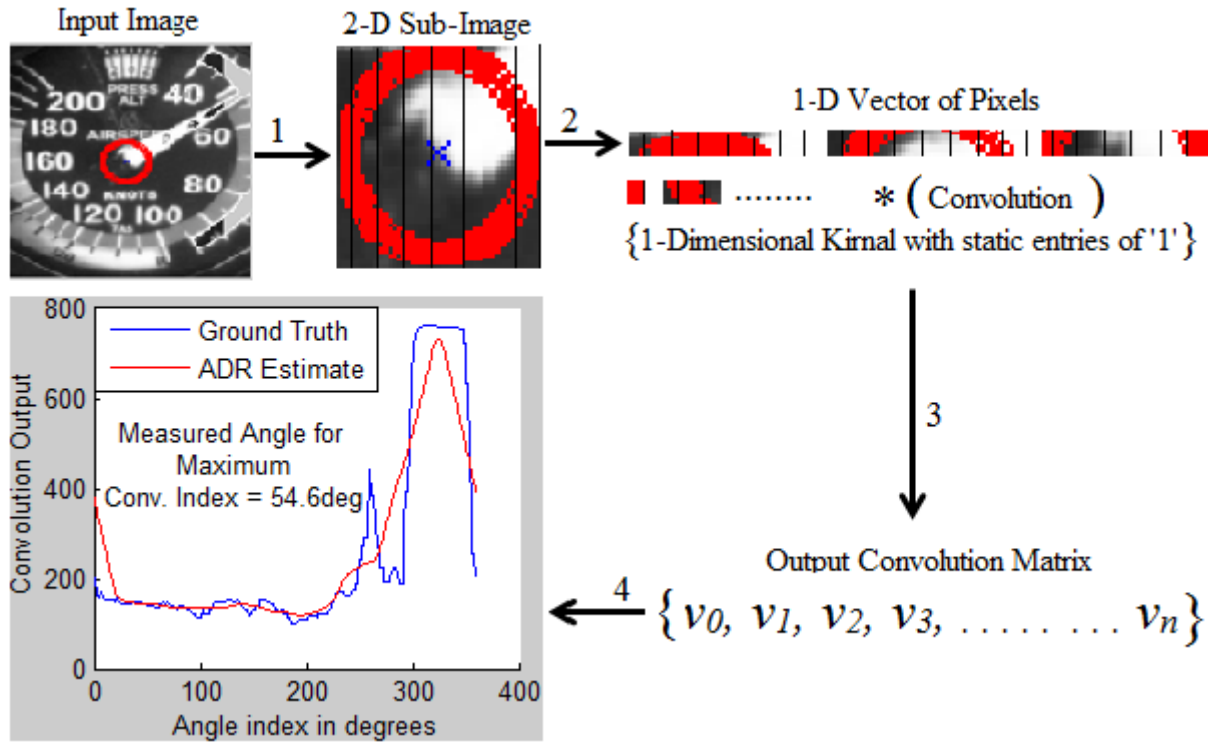 Input Image
PRESS
ALT
200
40
180
AIRSPEED
60
160
140
KNOTS
80
120
100
TAS
1
2-D Sub-Image
2
1-D Vector of Pixels
........ * ( Convolution )
{1-Dimensional Kirnal with static entries of '1'}
3
Output Convolution Matrix
{v0, v1, v2, v3, . . . . . . . . . vn}
4
800
600
400
200
0
Convolution Output
Ground Truth
ADR Estimate
Measured Angle for
Maximum
Conv. Index = 54.6deg
0 100 200 300 400
Angle index in degrees